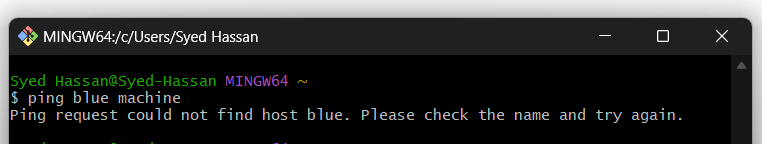 MINGW64:/c/Users/Syed Hassan
Syed Hassan@Syed-Hassan MINGW64 ~
$ ping blue machine
Ping request could not find host blue. Please check the name and try again.